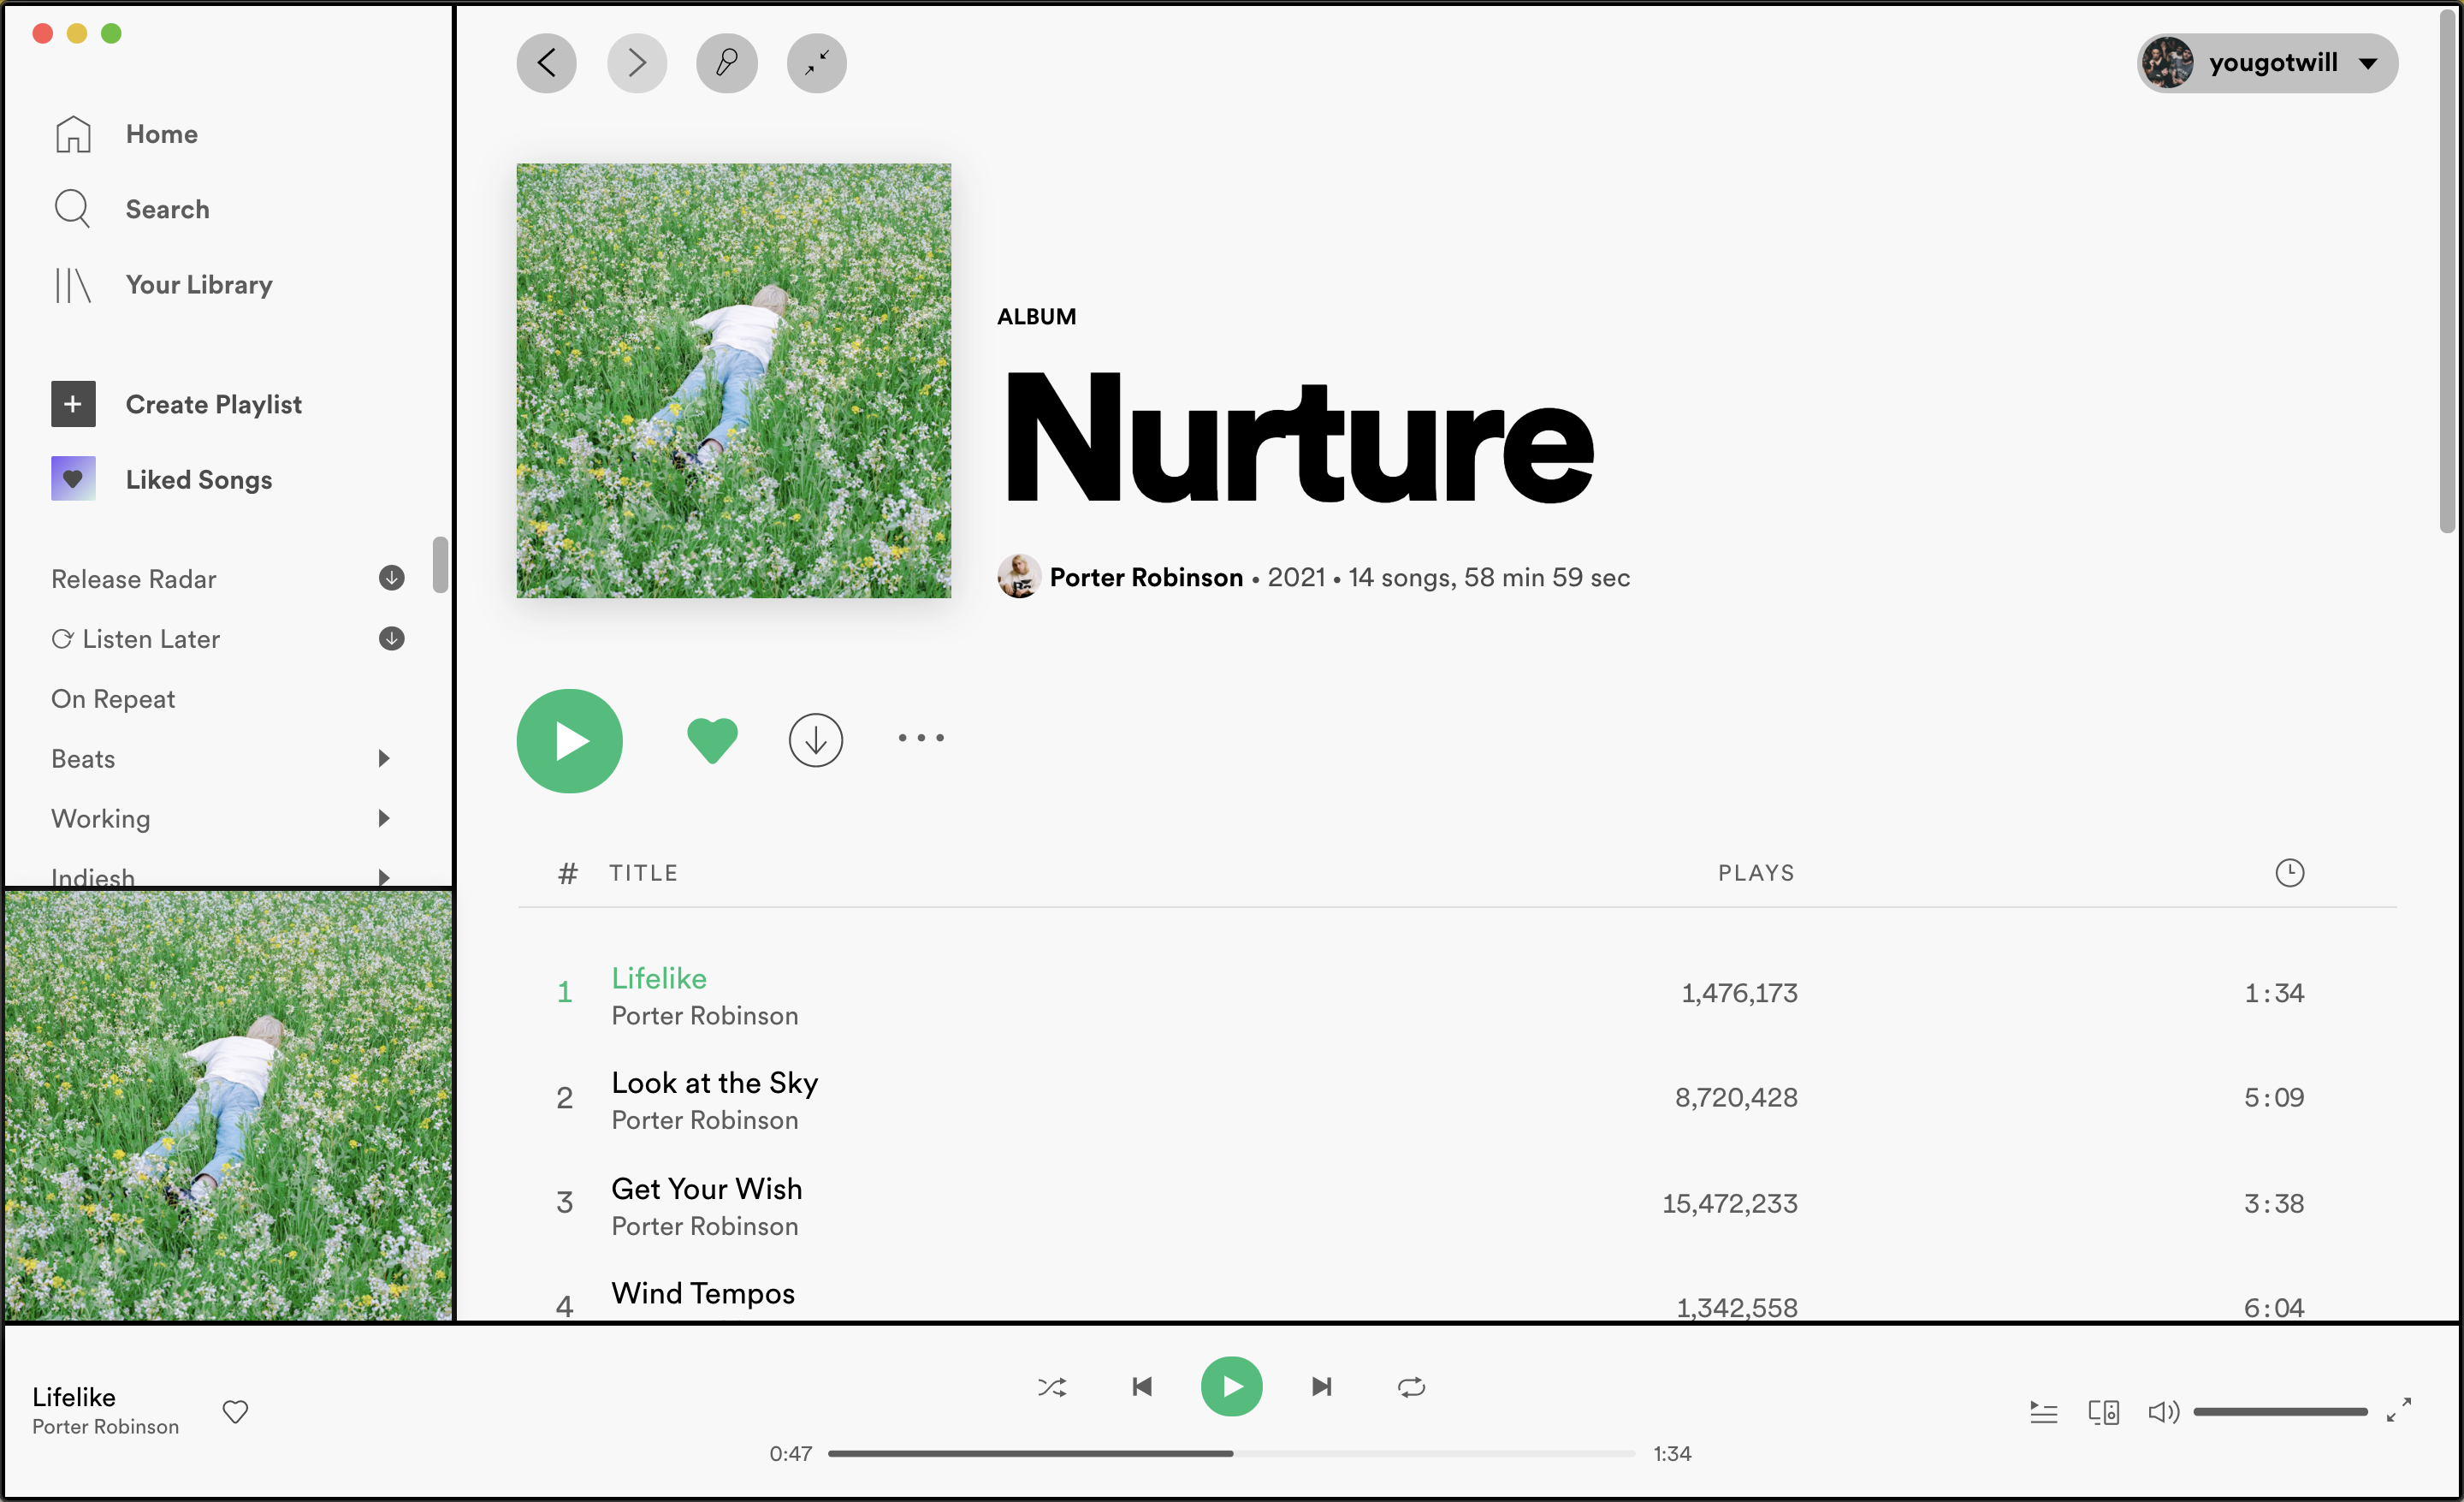 Home
Search
Your Library
Create Playlist
Liked Songs
Release Radar
Listen Later
On Repeat
Beats
Working
Indiesh
yougotwill
ALBUM
Nurture
Porter Robinson • 2021 • 14 songs, 58 min 59 sec
# TITLE PLAYS
1 Lifelike 1,476,173 1:34
Porter Robinson
2 Look at the Sky 8,720,428 5:09
Porter Robinson
3 Get Your Wish 15,472,233 3:38
Porter Robinson
4 Wind Tempos 1,342,558 6:04
Lifelike
Porter Robinson
0:47 1:34